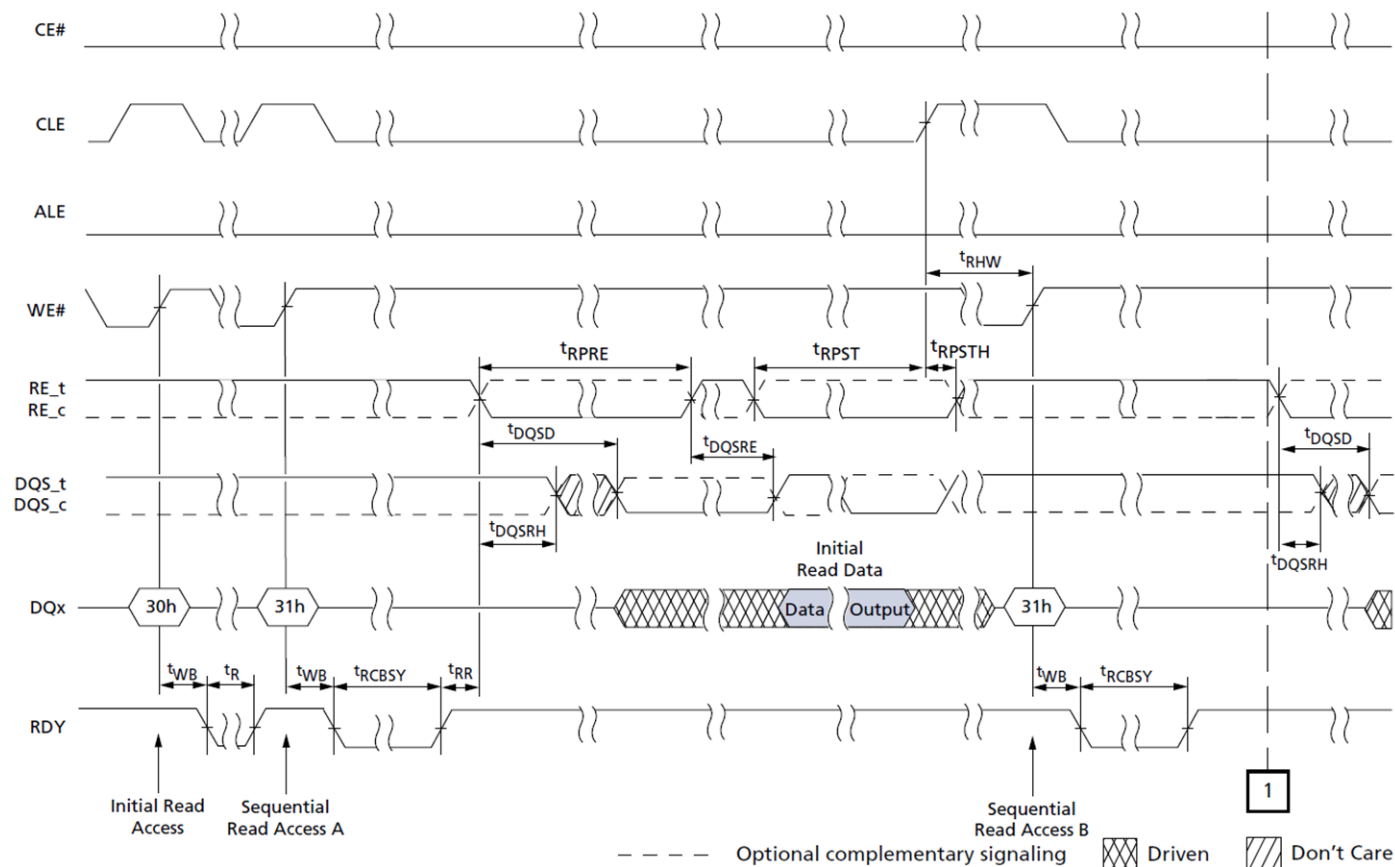 CE#
CLE
ALE
tRHW
WE#
tRPRE
tRPST
tRPSTH
RE_t
RE_c
tDQSD
tDQSRE
tDQSD
DQS_t
DQS_c
tDQSRH
tDQSRH
Initial
Read Data
DQx
30h
31h
Data
Output
31h
tWB
tR
tWB
tRCBSY
tRR
tWB
tRCBSY
RDY
1
Initial Read
Access
Sequential
Read Access A
Sequential
Read Access B
Optional complementary signaling
Driven
Don't Care